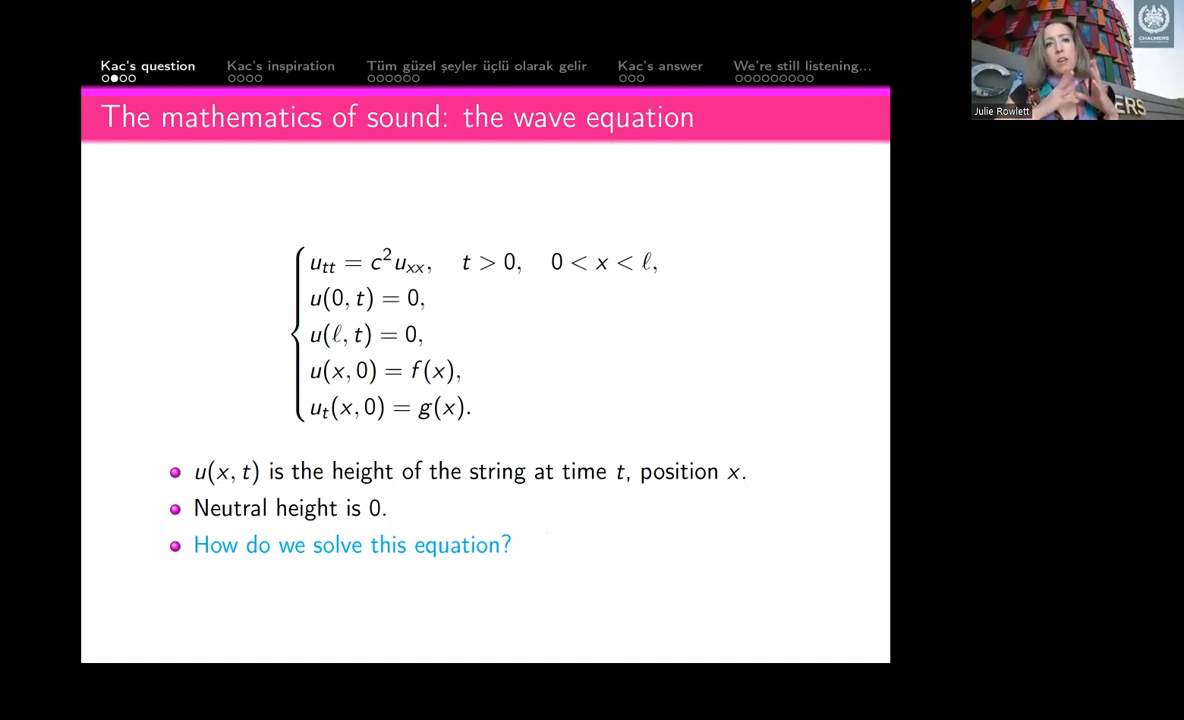 Kac's question
Kac's inspiration
Tüm güzel şeyler üçlü olarak gelir
Kac's answer
We're still listening...
The mathematics of sound: the wave equation
u_tt = c²u_xx, t > 0, 0 < x < ℓ,
u(0, t) = 0,
u(ℓ, t) = 0,
u(x, 0) = f(x),
u_t(x, 0) = g(x).
u(x, t) is the height of the string at time t, position x.
Neutral height is 0.
How do we solve this equation?
CHALMERS
ERS
Julie Rowlett